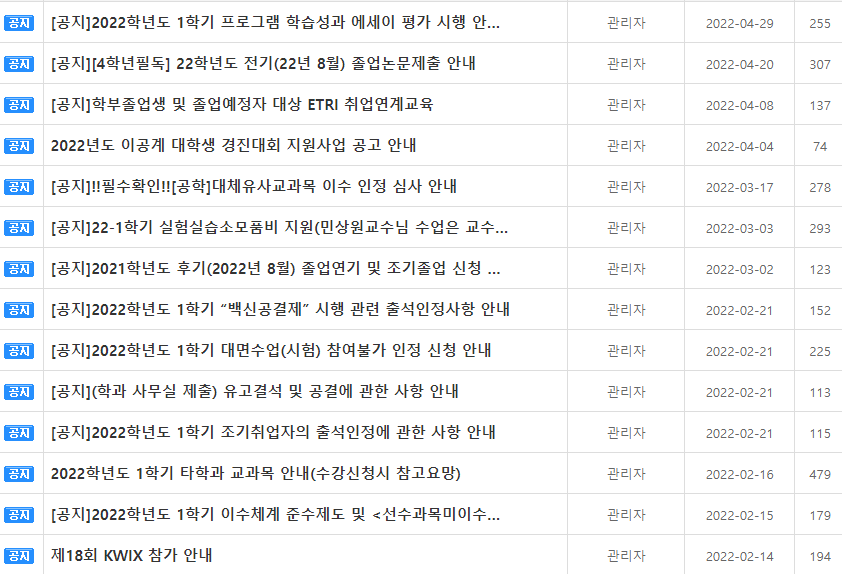 공지 [공지]2022학년도 1학기 프로그램 학습성과 에세이 평가 시행 안... 관리자 2022-04-29 255
공지 [공지][4학년필독] 22학년도 전기(22년 8월) 졸업논문제출 안내 관리자 2022-04-20 307
공지 [공지]학부졸업생 및 졸업예정자 대상 ETRI 취업연계교육 관리자 2022-04-08 137
공지 2022년도 이공계 대학생 경진대회 지원사업 공고 안내 관리자 2022-04-04 74
공지 [공지]!!필수확인!![공학]대체유사교과목 이수 인정 심사 안내 관리자 2022-03-17 278
공지 [공지]22-1학기 실험실습소모품비 지원(민상원교수님 수업은 교수... 관리자 2022-03-03 293
공지 [공지]2021학년도 후기(2022년 8월) 졸업연기 및 조기졸업 신청 ... 관리자 2022-03-02 123
공지 [공지]2022학년도 1학기 “백신공결제” 시행 관련 출석인정사항 안내 관리자 2022-02-21 152
공지 [공지]2022학년도 1학기 대면수업(시험) 참여불가 인정 신청 안내 관리자 2022-02-21 225
공지 [공지](학과 사무실 제출) 유고결석 및 공결에 관한 사항 안내 관리자 2022-02-21 113
공지 [공지]2022학년도 1학기 조기취업자의 출석인정에 관한 사항 안내 관리자 2022-02-21 115
공지 2022학년도 1학기 타학과 교과목 안내(수강신청시 참고요망) 관리자 2022-02-16 479
공지 [공지]2022학년도 1학기 이수체계 준수제도 및 <선수과목미이수... 관리자 2022-02-15 179
공지 제18회 KWIX 참가 안내 관리자 2022-02-14 194